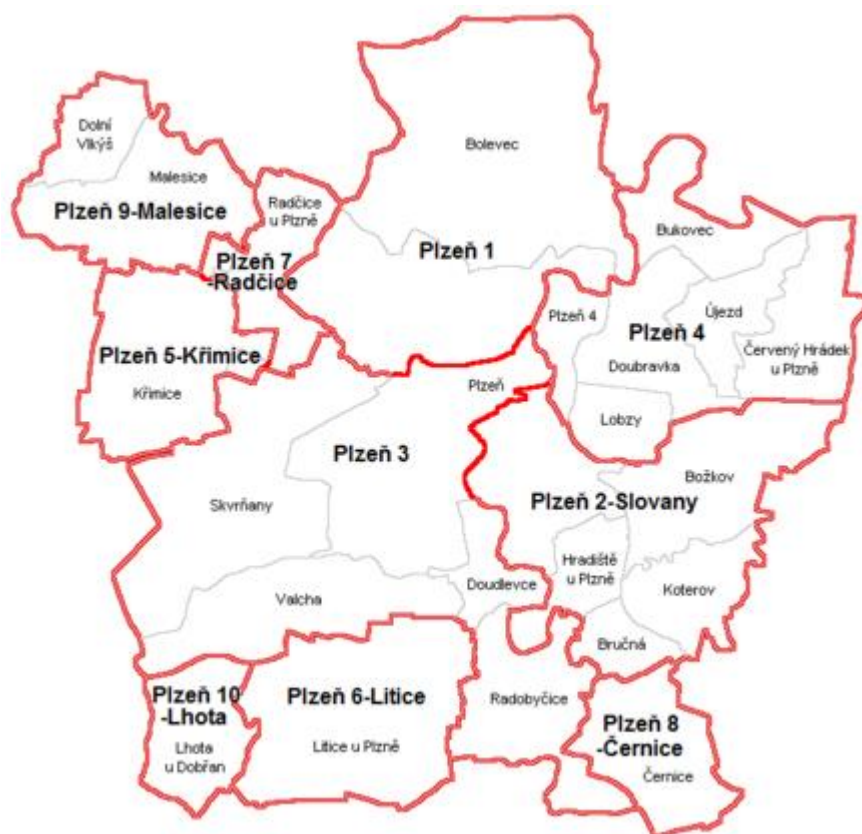 Dolní
Vlkýš
Malesice
Plzeň 9-Malesice
Radčice
u Plzně
Plzeň 7
-Radčice
Bolevec
Plzeň 1
Bukovec
Plzeň 4
Plzeň 4
Újezd
Doubravka
Červený Hrádek
u Plzně
Lobzy
Plzeň 5-Křimice
Křimice
Plzeň
Plzeň 3
Skvrňany
Božkov
Plzeň 2-Slovany
Hradiště
u Plzně
Koterov
Doudlevce
Valcha
Bručná
Plzeň 10
-Lhota
Lhota
u Dobřan
Plzeň 6-Litice
Litice u Plzně
Radobyčice
Plzeň 8
-Černice
Černice